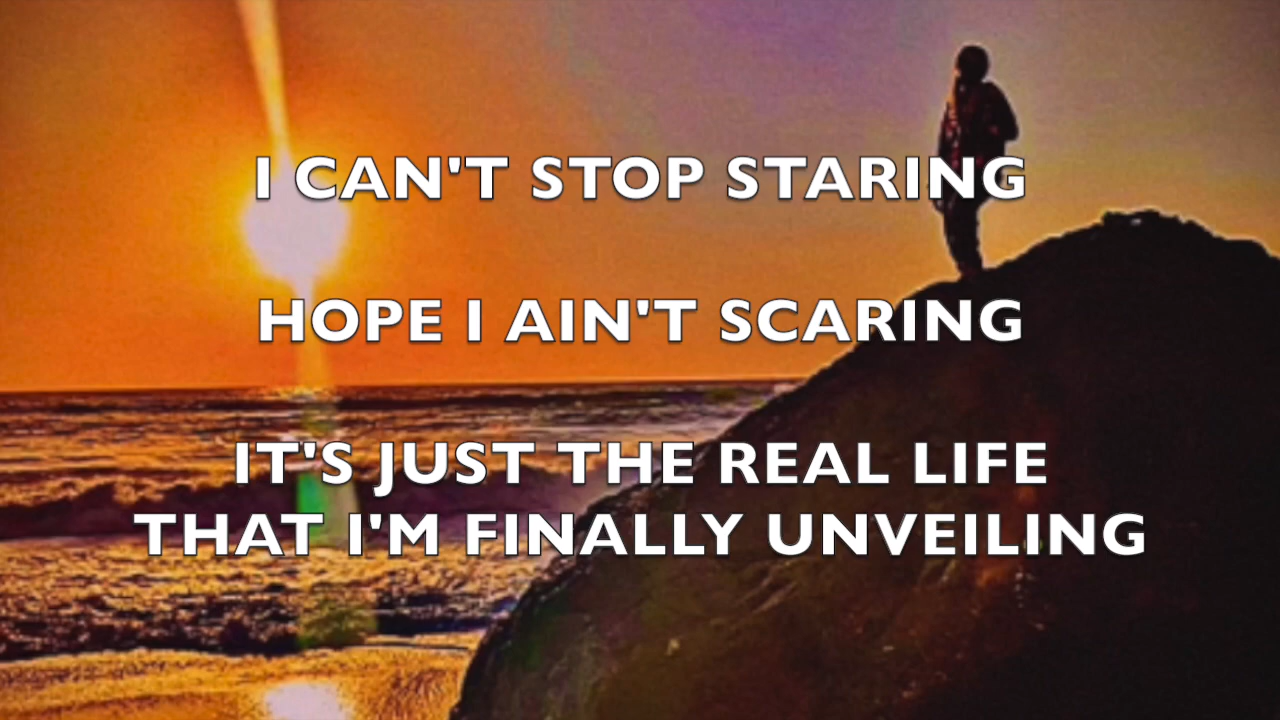 I CAN'T STOP STARING
HOPE I AIN'T SCARING
IT'S JUST THE REAL LIFE
THAT I'M FINALLY UNVEILING